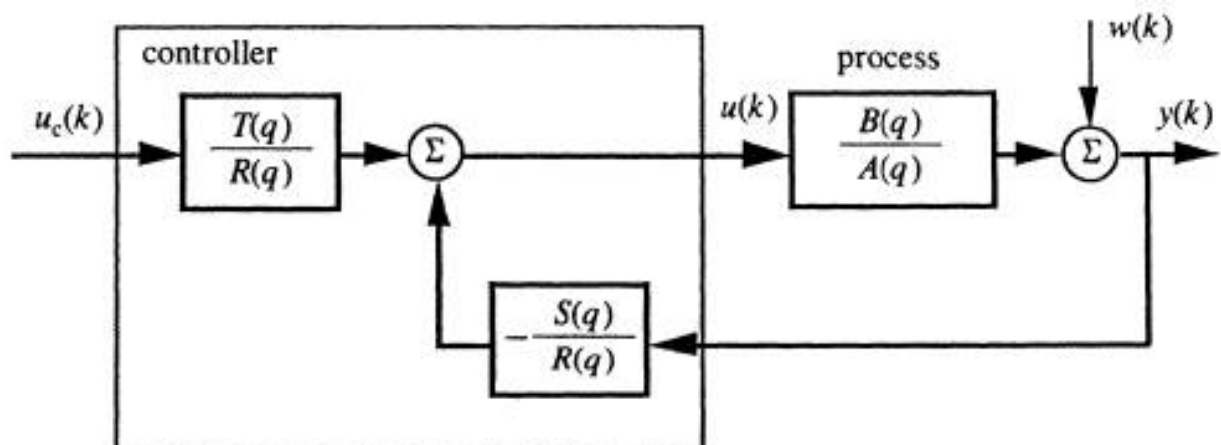 controller
process
w(k)
u_c(k)
T(q)
R(q)
Σ
u(k)
B(q)
A(q)
Σ
y(k)
-
S(q)
R(q)